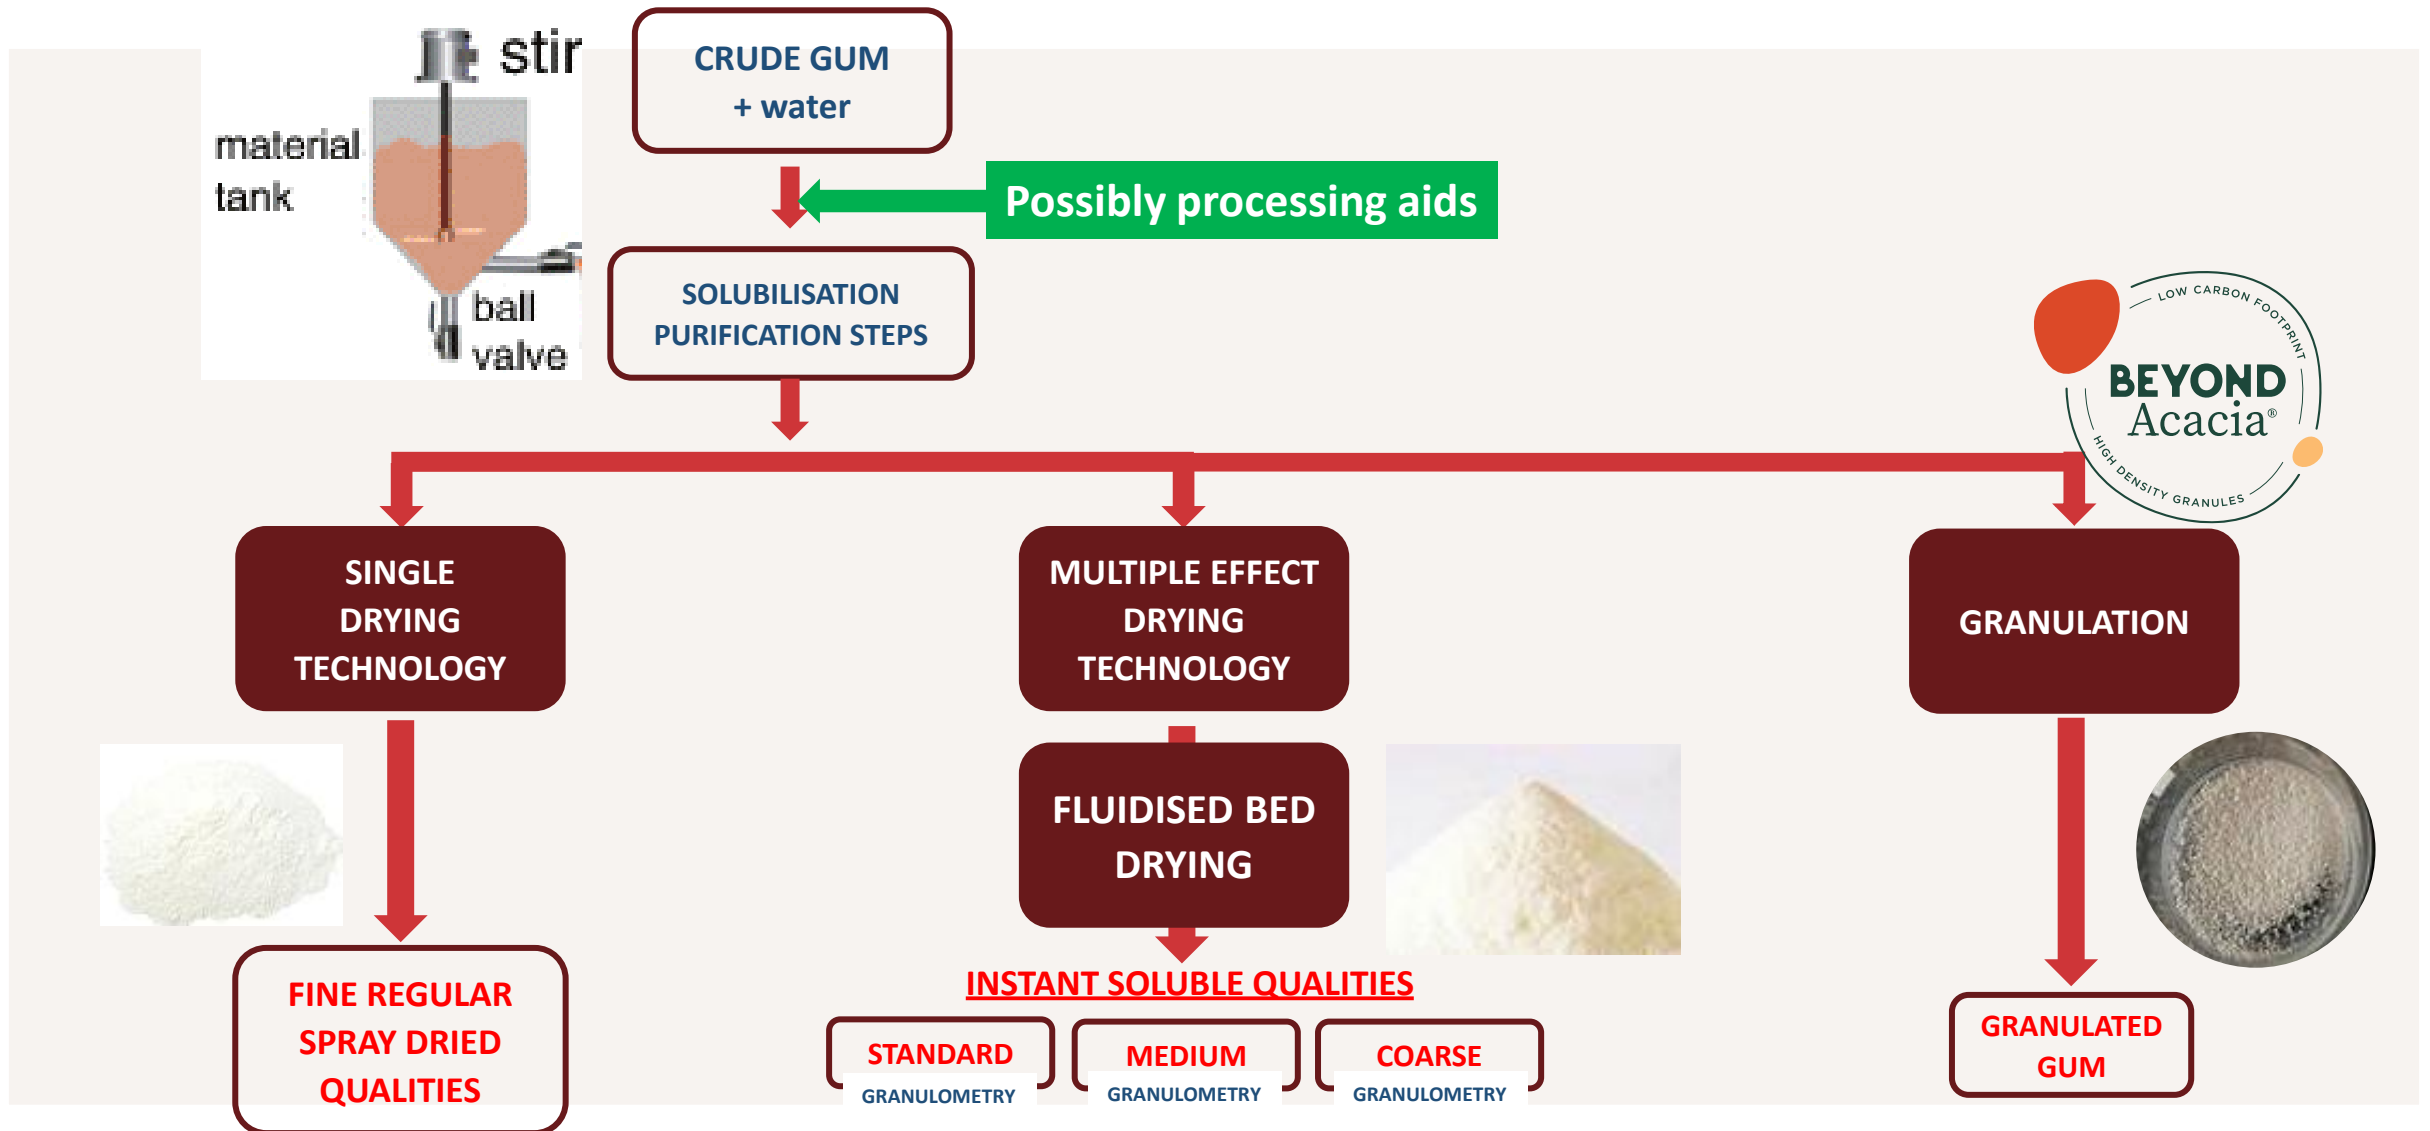 stir
material
tank
ball
valve
CRUDE GUM
+ water
Possibly processing aids
SOLUBILISATION
PURIFICATION STEPS
LOW CARBON FOOTPRINT
BEYOND
Acacia®
HIGH DENSITY GRANULES
SINGLE
DRYING
TECHNOLOGY
MULTIPLE EFFECT
DRYING
TECHNOLOGY
GRANULATION
FLUIDISED BED
DRYING
FINE REGULAR
SPRAY DRIED
QUALITIES
INSTANT SOLUBLE QUALITIES
STANDARD
GRANULOMETRY
MEDIUM
GRANULOMETRY
COARSE
GRANULOMETRY
GRANULATED
GUM